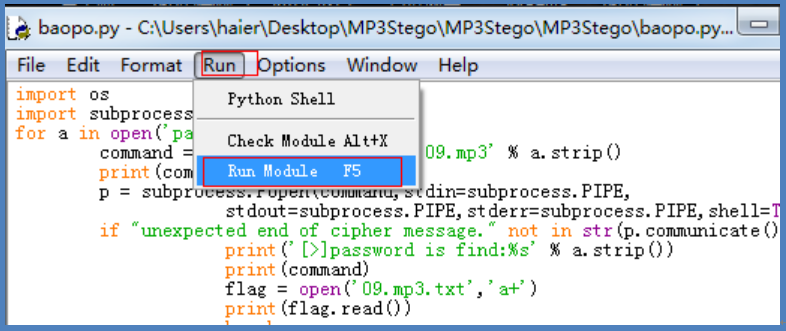 baopo.py - C:\Users\haier\Desktop\MP3Stego\MP3Stego\MP3Stego\baopo.py...
File Edit Format Run Options Window Help
Python Shell
Check Module Alt+X
Run Module F5
import os
import subprocess
for a in open('pa
command = 09.mp3' % a.strip()
print(com
p = subprocess.Popen(command,stdin=subprocess.PIPE,
stdout=subprocess.PIPE,stderr=subprocess.PIPE,shell=T
if "unexpected end of cipher message." not in str(p.communicate()
print('[>]password is find:%s' % a.strip())
print(command)
flag = open('09.mp3.txt','a+')
print(flag.read())